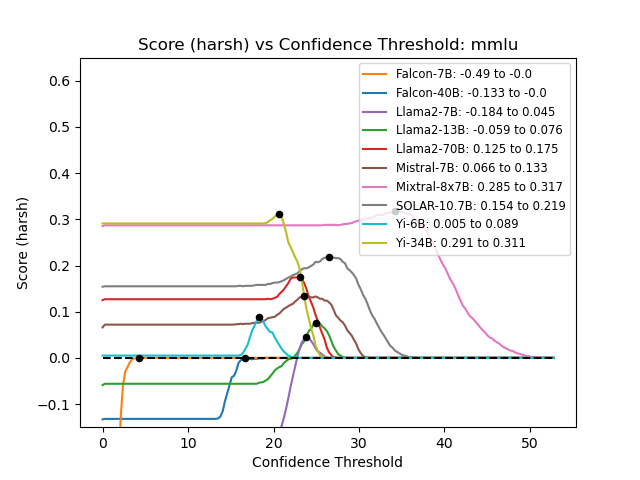 Score (harsh) vs Confidence Threshold: mmlu
Falcon-7B: -0.49 to -0.0
Falcon-40B: -0.133 to -0.0
Llama2-7B: -0.184 to 0.045
Llama2-13B: -0.059 to 0.076
Llama2-70B: 0.125 to 0.175
Mistral-7B: 0.066 to 0.133
Mixtral-8x7B: 0.285 to 0.317
SOLAR-10.7B: 0.154 to 0.219
Yi-6B: 0.005 to 0.089
Yi-34B: 0.291 to 0.311
Score (harsh)
0.6
0.5
0.4
0.3
0.2
0.1
0.0
−0.1
0 10 20 30 40 50
Confidence Threshold